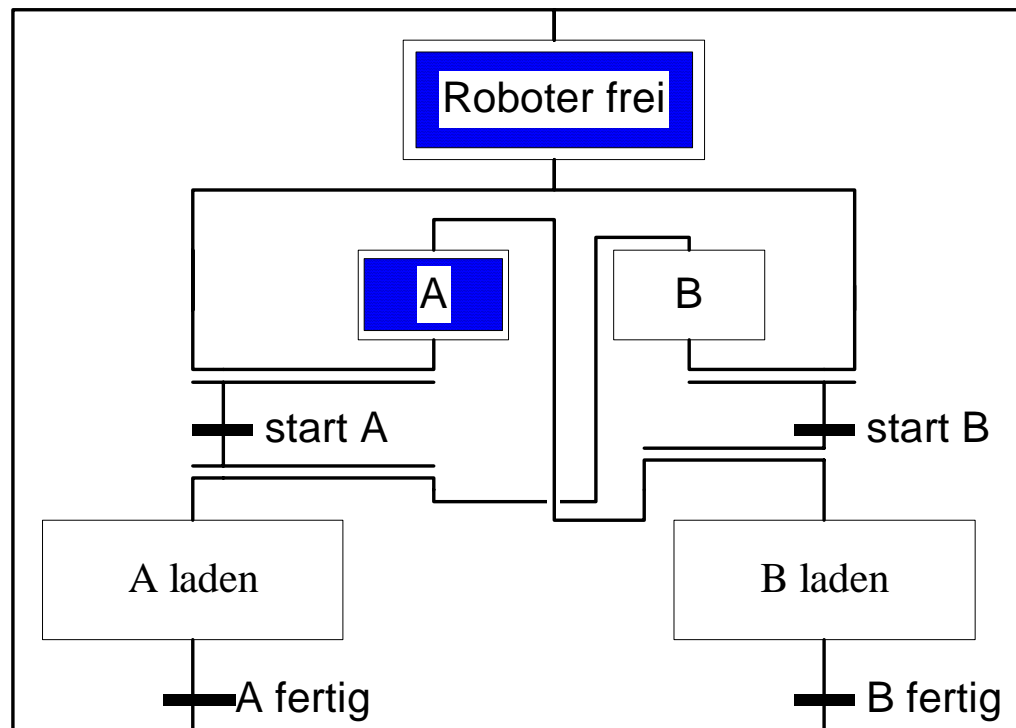 Roboter frei
A
B
start A
start B
A laden
B laden
A fertig
B fertig